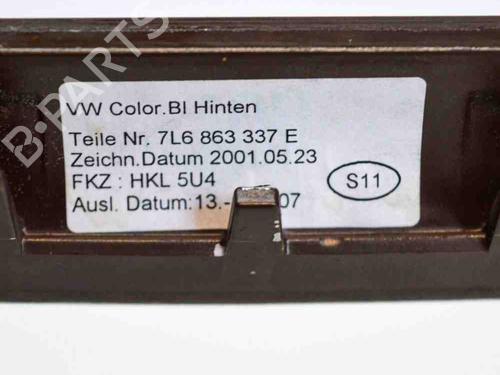 B-PARTS
VW Color.BI Hinten
Teile Nr. 7L6 863 337 E
Zeichn.Datum 2001.05.23
FKZ : HKL 5U4
S11
Ausl. Datum:13.- 07